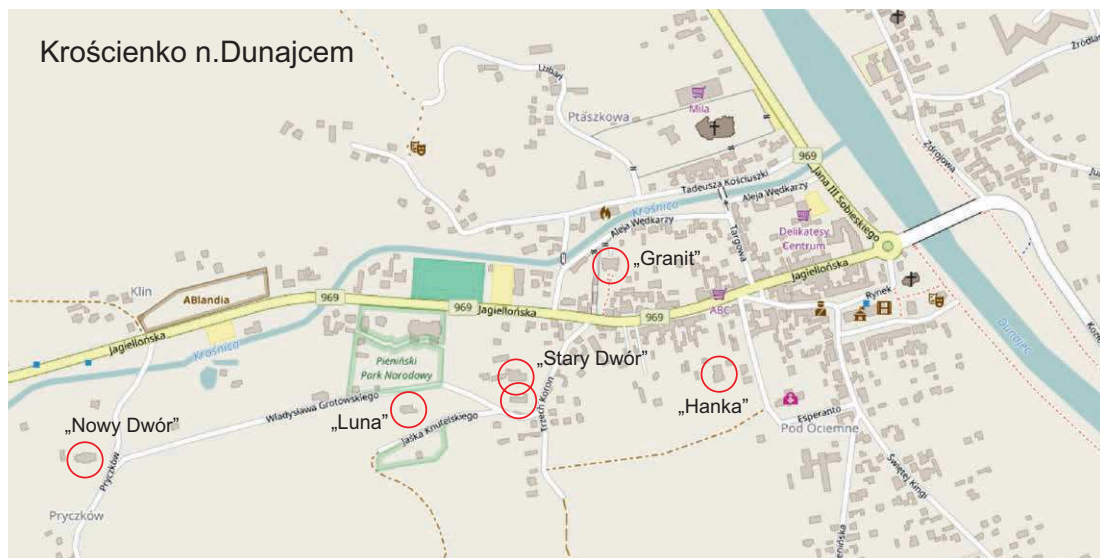 Krościenko n.Dunajcem
Lubań
Ptaszkowa
Mila
Źródlan
Zdrojowa
969
Jana III Sobieskiego
Tadeusza Kościuszki
Aleja Wędkarzy
Krośnica
Aleja Wędkarzy
Targowa
Delikatesy
Centrum
„Granit”
Jagiellońska
Klin
ABlandia
969
969
Jagiellońska
969
ABC
Rynek
Dunajec
Jagiellońska
Krośnica
Pieniński
Park Narodowy
„Stary Dwór”
Trzech Koron
„Hanka”
Władysława Grotowskiego
„Luna”
Jaśka Knutelskiego
Esperanto
Pod Ociemne
„Nowy Dwór”
Pryczków
Świętej Kingi
Pryczków